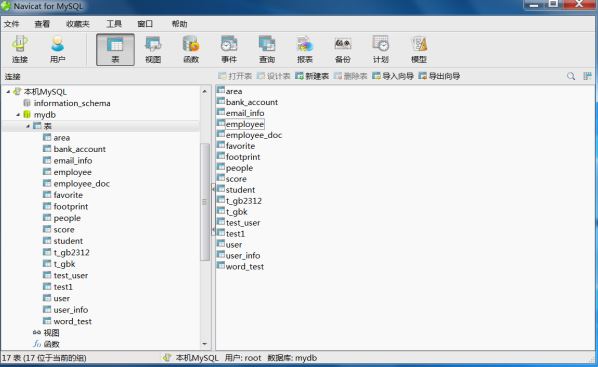 Navicat for MySQL
文件 查看 收藏夹 工具 窗口 帮助
连接 用户 表 视图 函数 事件 查询 报表 备份 计划 模型
连接
打开表 设计表 新建表 删除表 导入向导 导出向导
本机MySQL
information_schema
mydb
表
area
bank_account
email_info
employee
employee_doc
favorite
footprint
people
score
student
t_gb2312
t_gbk
test_user
test1
user
user_info
word_test
视图
函数
area
bank_account
email_info
employee
employee_doc
favorite
footprint
people
score
student
t_gb2312
t_gbk
test_user
test1
user
user_info
word_test
17 表 (17 位于当前的组) 本机MySQL 用户: root 数据库: mydb